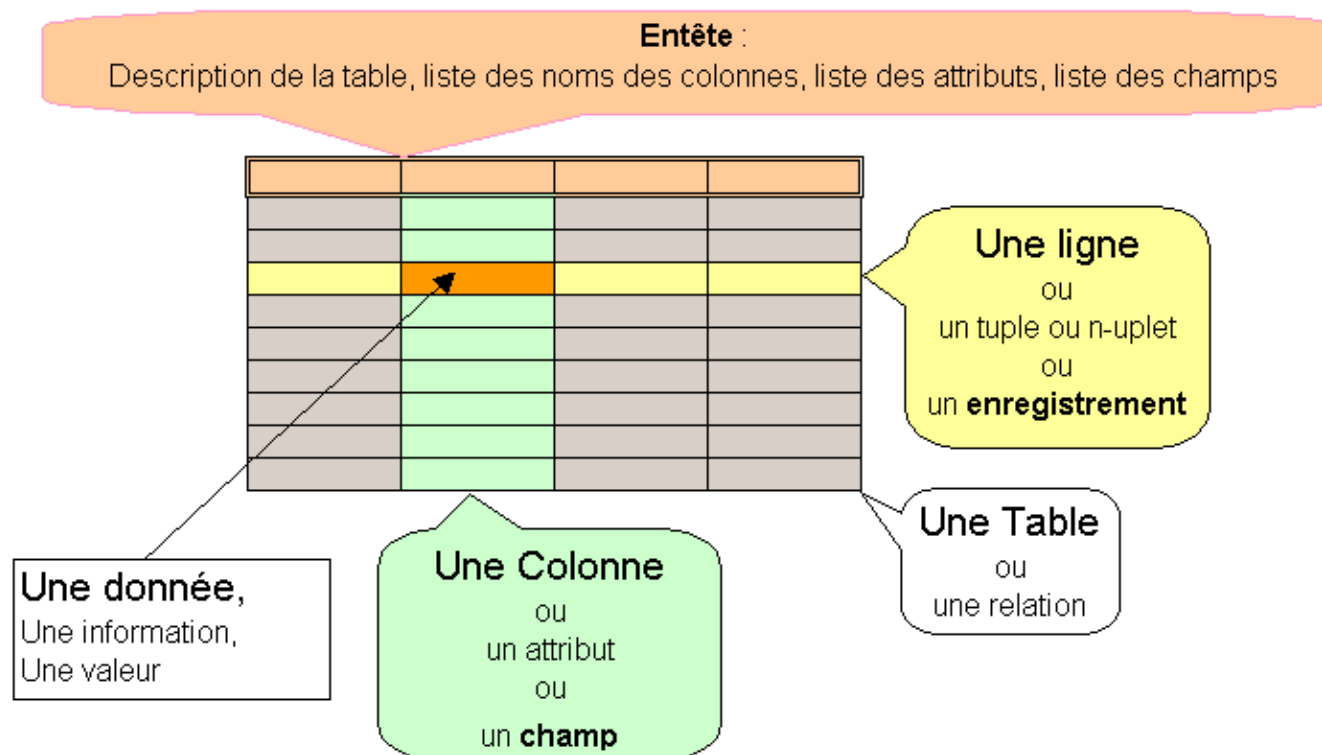 Entête :
Description de la table, liste des noms des colonnes, liste des attributs, liste des champs
Une ligne
ou
un tuple ou n-uplet
ou
un enregistrement
Une Table
ou
une relation
Une Colonne
ou
un attribut
ou
un champ
Une donnée,
Une information,
Une valeur